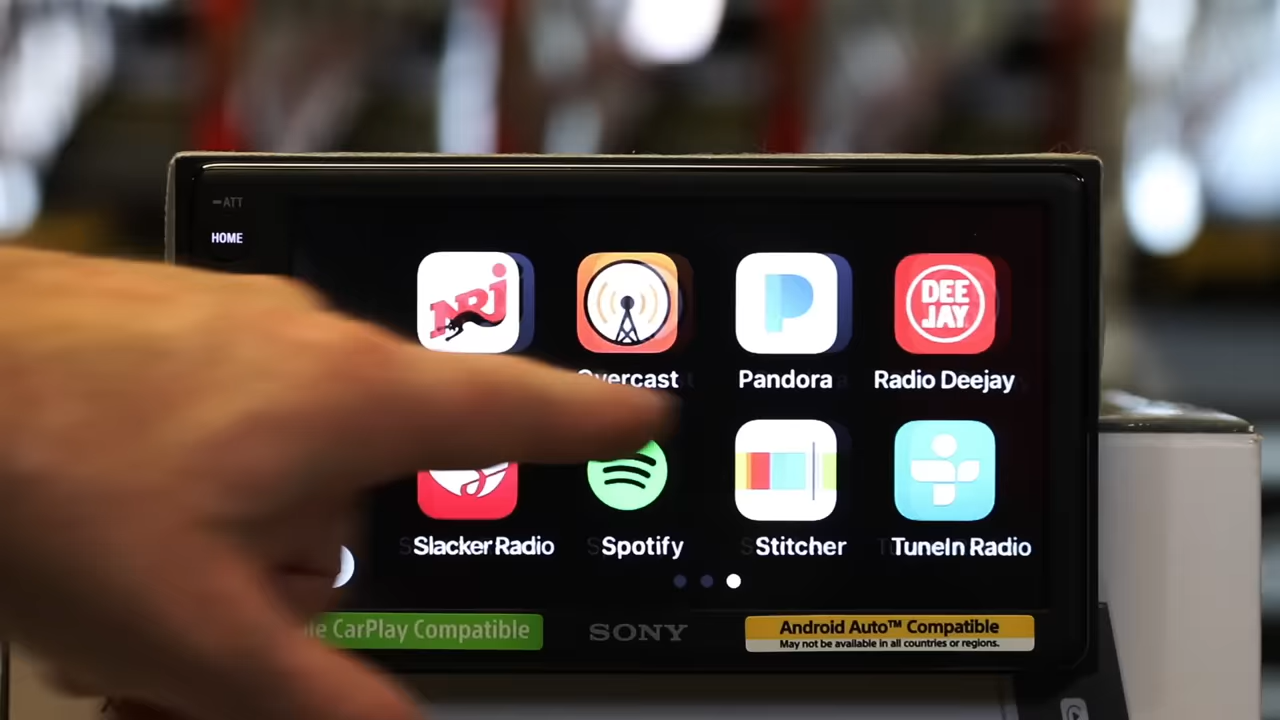 ATT
HOME
NRJ
P
DEE
JAY
Overcast
Pandora
Radio Deejay
Slacker Radio
Spotify
Stitcher
TuneIn Radio
CarPlay Compatible
SONY
Android Auto™ Compatible
May not be available in all countries or regions.